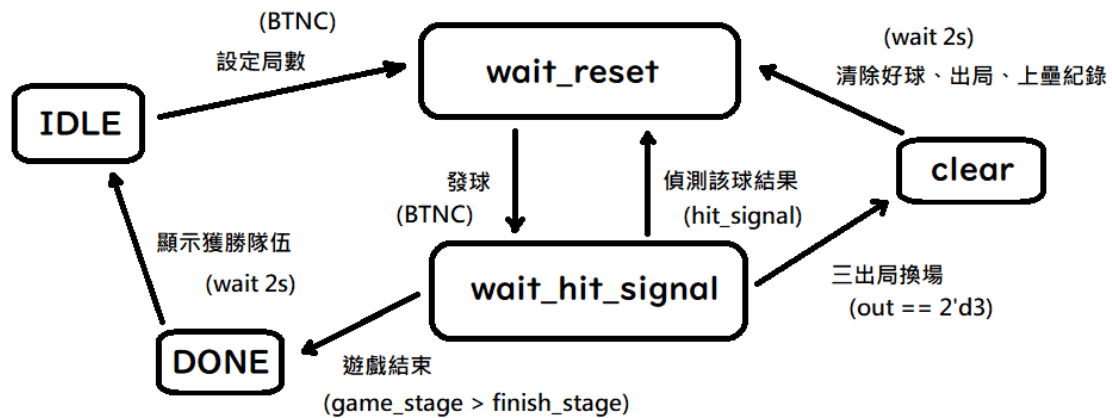 (BTNC)
設定局數
wait_reset
(wait 2s)
清除好球、出局、上壘紀錄
IDLE
clear
發球
(BTNC)
偵測該球結果
(hit_signal)
顯示獲勝隊伍
(wait 2s)
wait_hit_signal
三出局換場
(out == 2'd3)
DONE
遊戲結束
(game_stage > finish_stage)